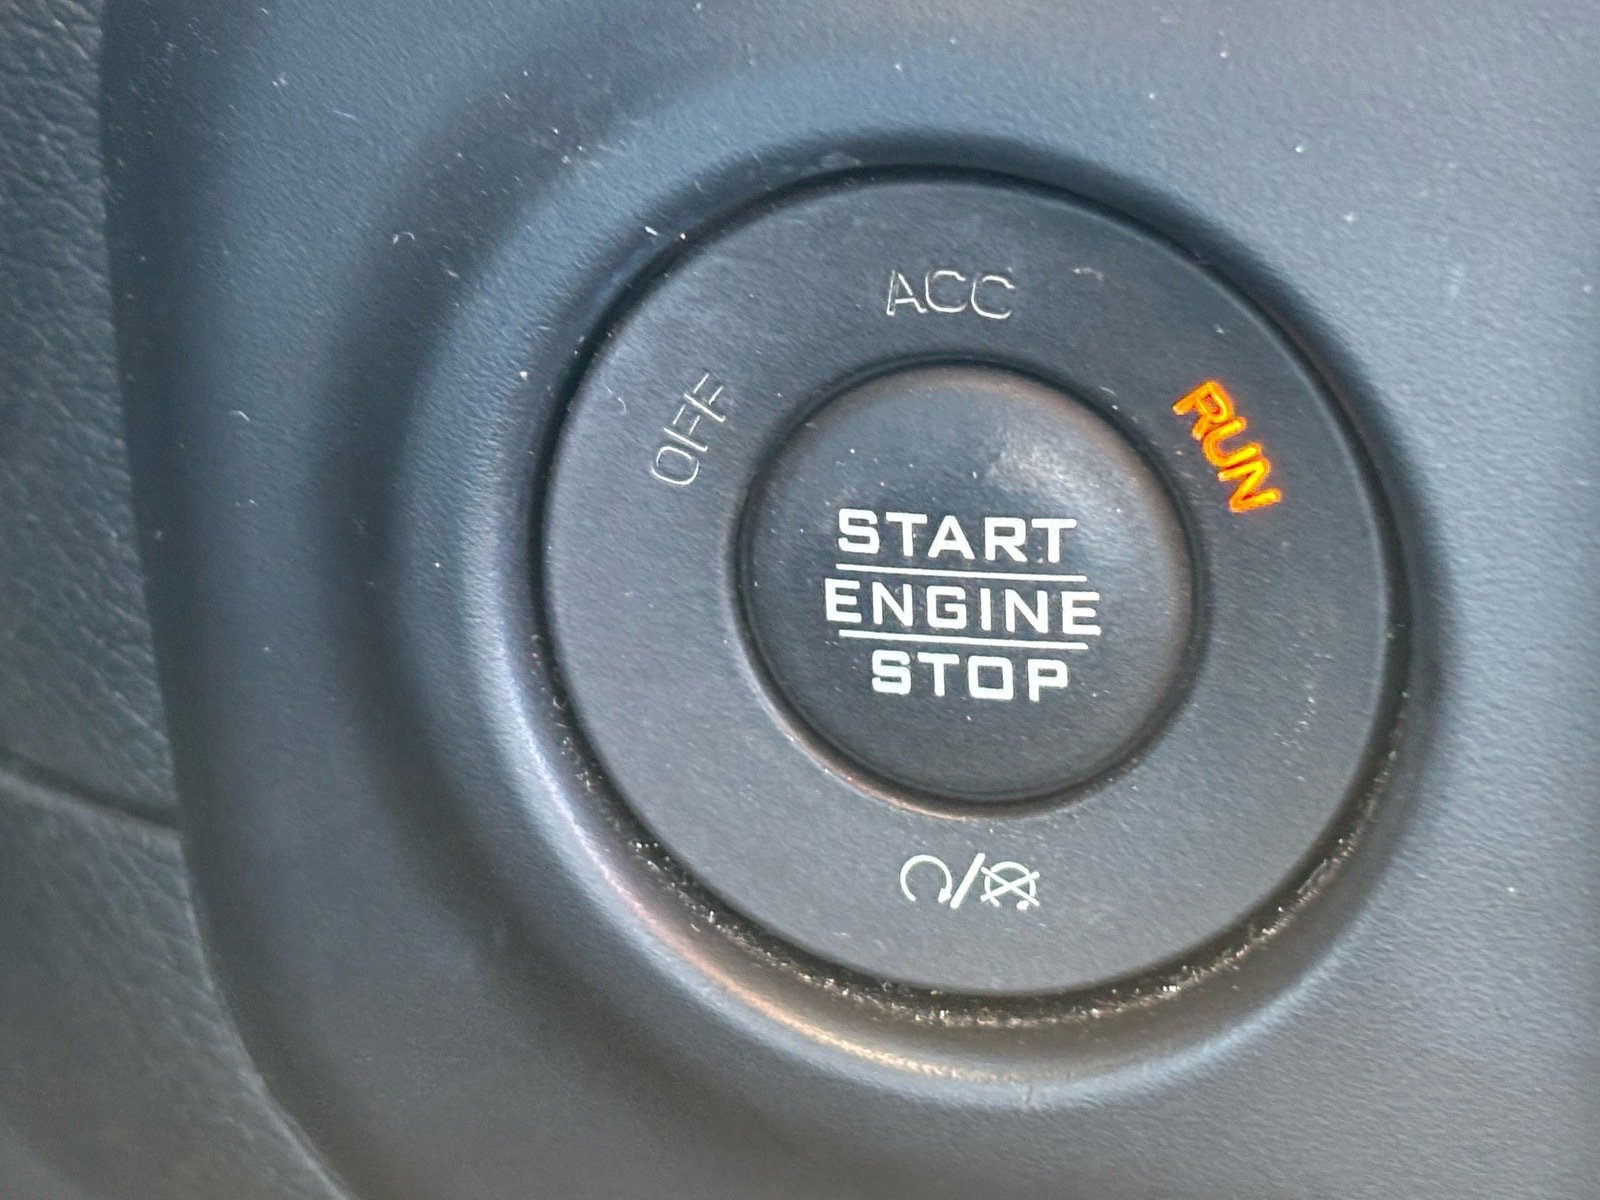 ACC
OFF
RUN
START
ENGINE
STOP